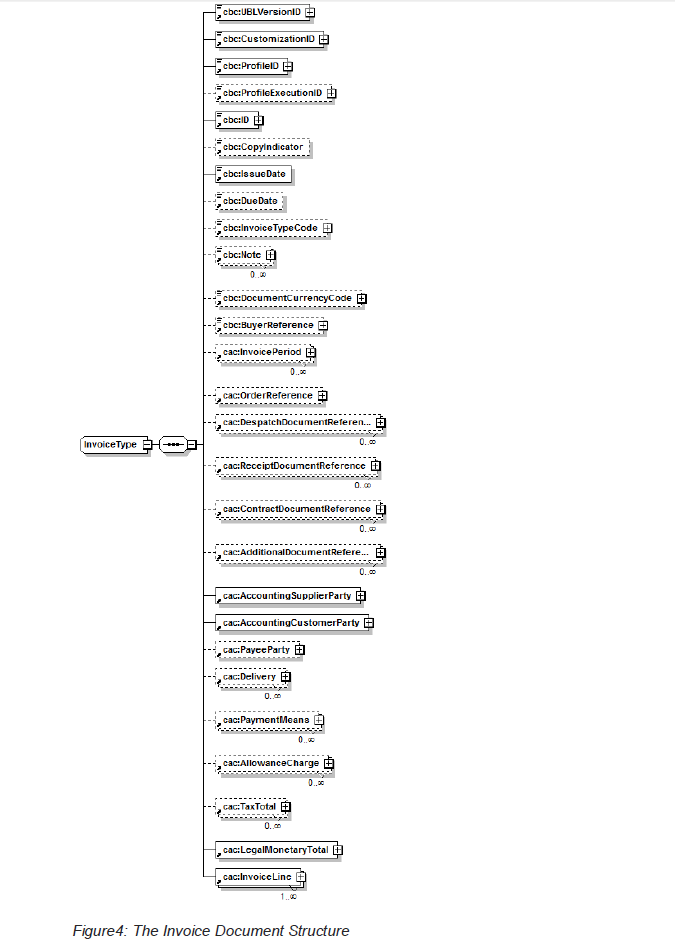 cbc:UBLVersionID
cbc:CustomizationID
cbc:ProfileID
cbc:ProfileExecutionID
cbc:ID
cbc:CopyIndicator
cbc:IssueDate
cbc:DueDate
cbc:InvoiceTypeCode
cbc:Note
0..∞
cbc:DocumentCurrencyCode
cbc:BuyerReference
cac:InvoicePeriod
0..∞
cac:OrderReference
cac:DespatchDocumentReferen...
0..∞
InvoiceType
cac:ReceiptDocumentReference
0..∞
cac:ContractDocumentReference
0..∞
cac:AdditionalDocumentRefere...
0..∞
cac:AccountingSupplierParty
cac:AccountingCustomerParty
cac:PayeeParty
cac:Delivery
0..∞
cac:PaymentMeans
0..∞
cac:AllowanceCharge
0..∞
cac:TaxTotal
0..∞
cac:LegalMonetaryTotal
cac:InvoiceLine
1..∞
Figure4: The Invoice Document Structure